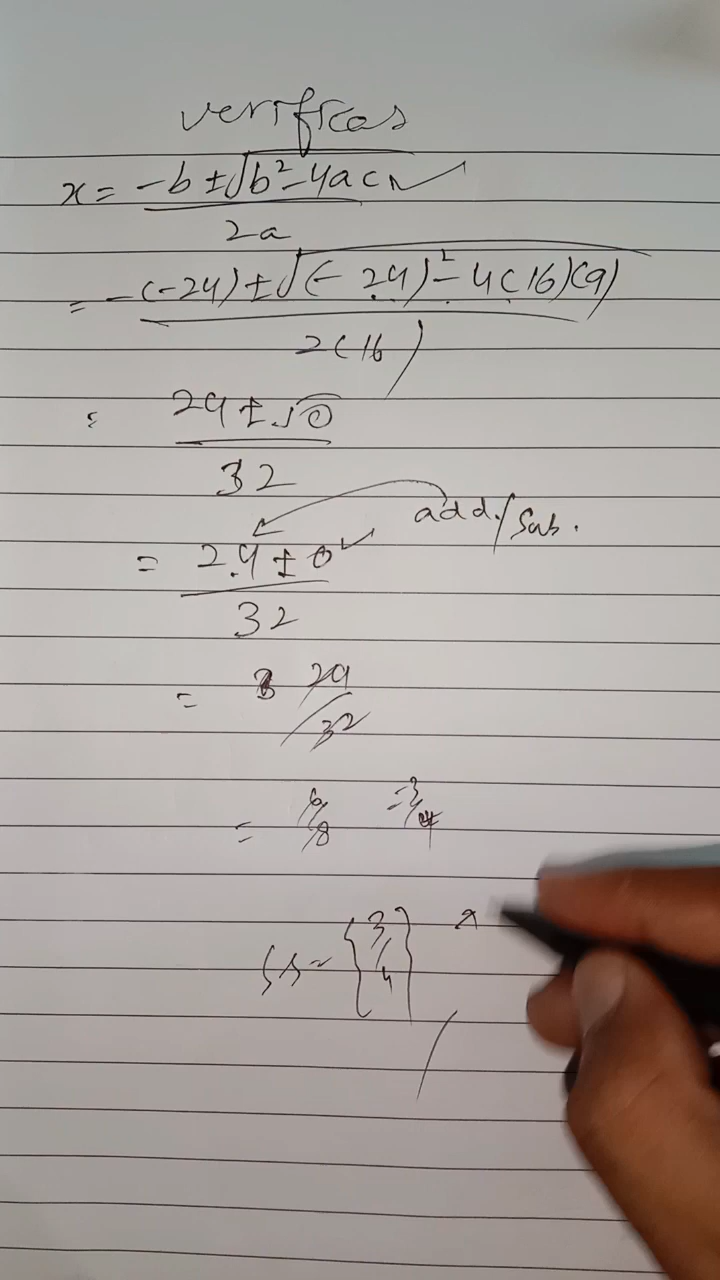 verificas
x = -b ± √b² - 4ac
2a
= -(-24) ± √(-24)² - 4(16)(9)
2(16)
= 24 ± √0
32
add/sub.
= 24 ± 0
32
= 24/32
= 6/8 = 3/4
SS = {3/4}